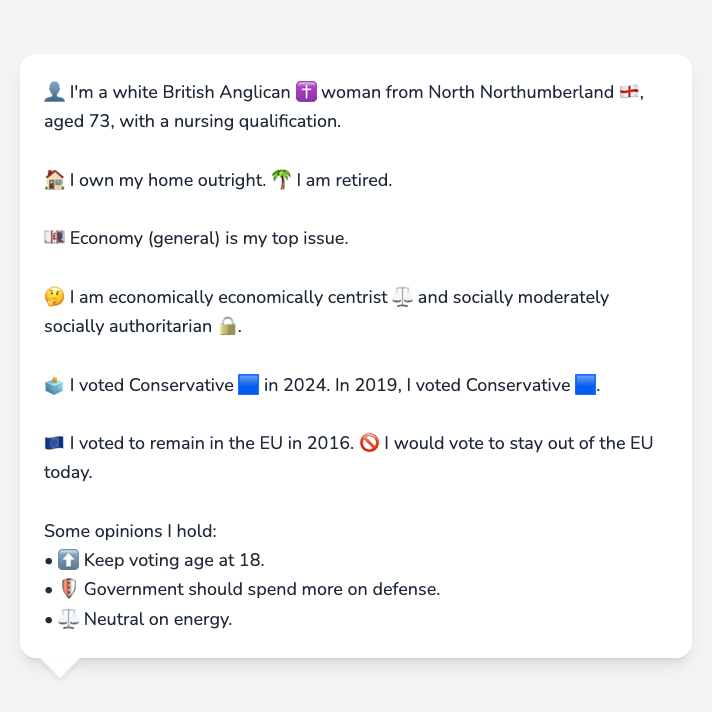 👤 I'm a white British Anglican ✝️ woman from North Northumberland 🏴󠁧󠁢󠁥󠁮󠁧󠁿,
aged 73, with a nursing qualification.
🏠 I own my home outright. 🌴 I am retired.
💷 Economy (general) is my top issue.
🤔 I am economically economically centrist ⚖️ and socially moderately
socially authoritarian 🔒.
🗳️ I voted Conservative 🟦 in 2024. In 2019, I voted Conservative 🟦.
🇪🇺 I voted to remain in the EU in 2016. 🚫 I would vote to stay out of the EU
today.
Some opinions I hold:
• ⬆️ Keep voting age at 18.
• 🛡️ Government should spend more on defense.
• ⚖️ Neutral on energy.